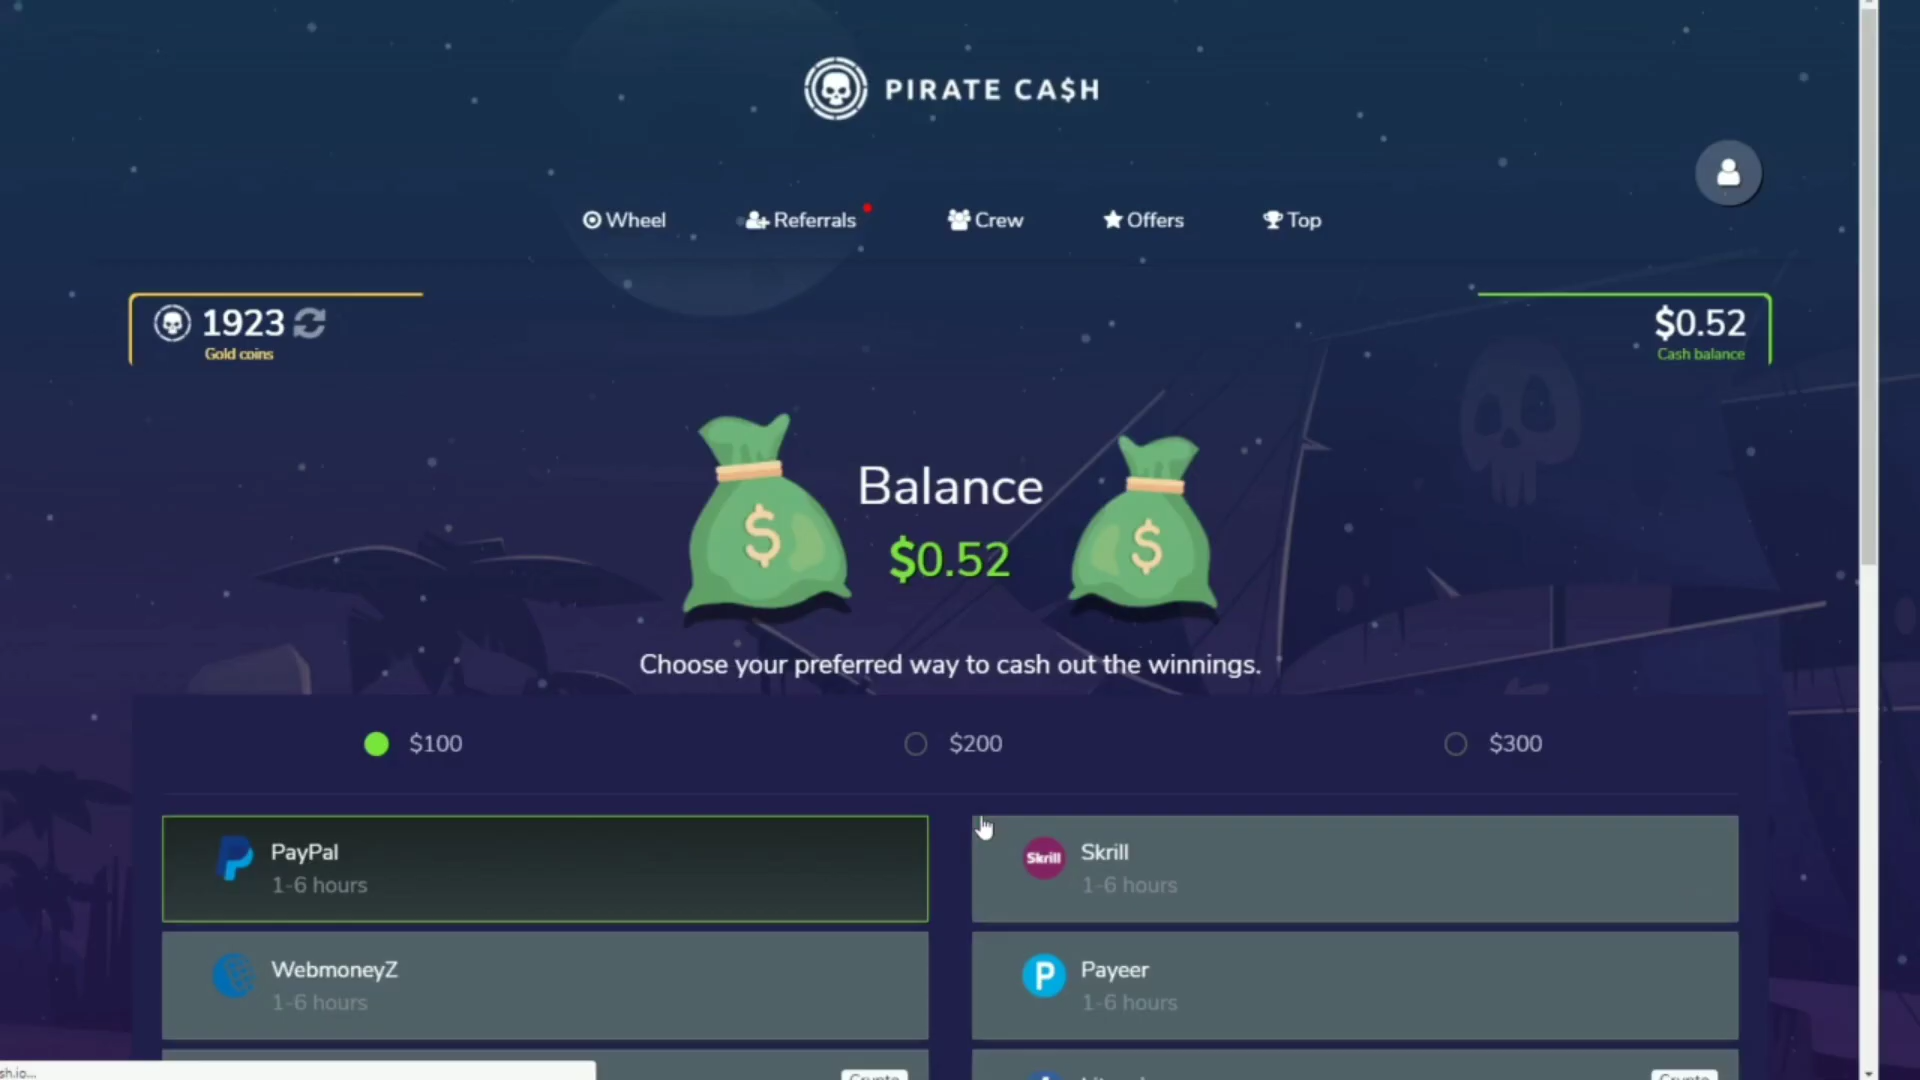 PIRATE CA$H
Wheel
Referrals
Crew
Offers
Top
1923
Gold coins
$0.52
Cash balance
Balance
$0.52
Choose your preferred way to cash out the winnings.
$100
$200
$300
PayPal
1-6 hours
Skrill
Skrill
1-6 hours
WebmoneyZ
1-6 hours
Payeer
1-6 hours
sh.io...